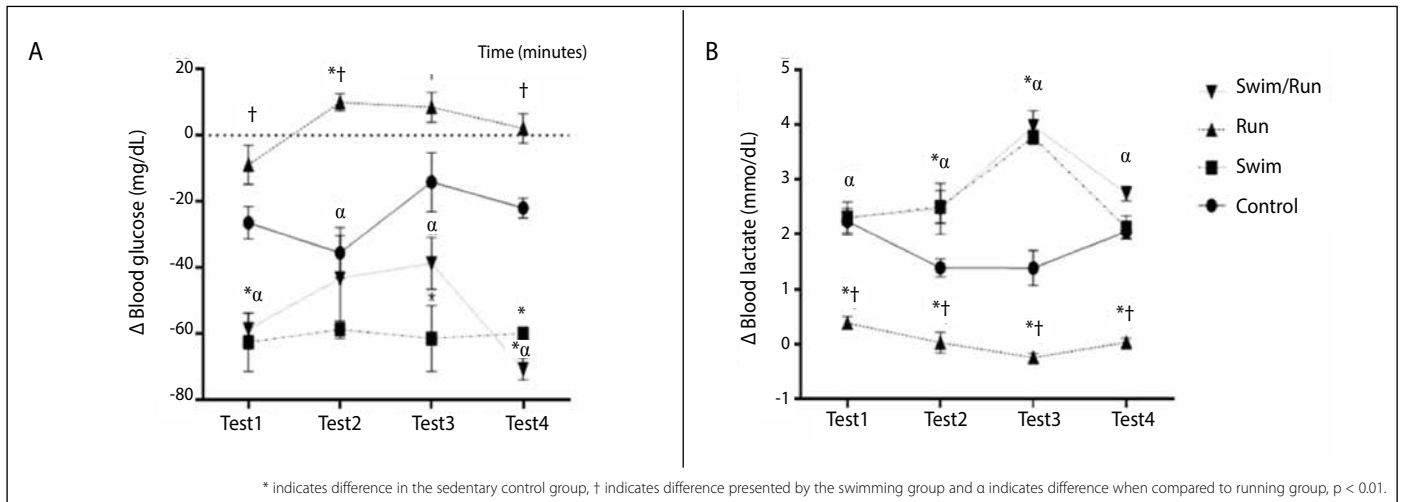 A
Time (minutes)
20
0
-20
-40
-60
-80
Δ Blood glucose (mg/dL)
†
*†
†
α
α
*α
*
*
*α
Test1
Test2
Test3
Test4
B
5
4
3
2
1
0
-1
Δ Blood lactate (mmo/dL)
α
*α
*α
α
*†
*†
*†
*†
Test1
Test2
Test3
Test4
Swim/Run
Run
Swim
Control
* indicates difference in the sedentary control group, † indicates difference presented by the swimming group and α indicates difference when compared to running group, p < 0.01.